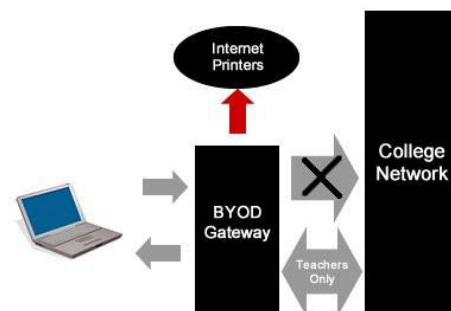 Internet
Printers
College
Network
BYOD
Gateway
Teachers
Only